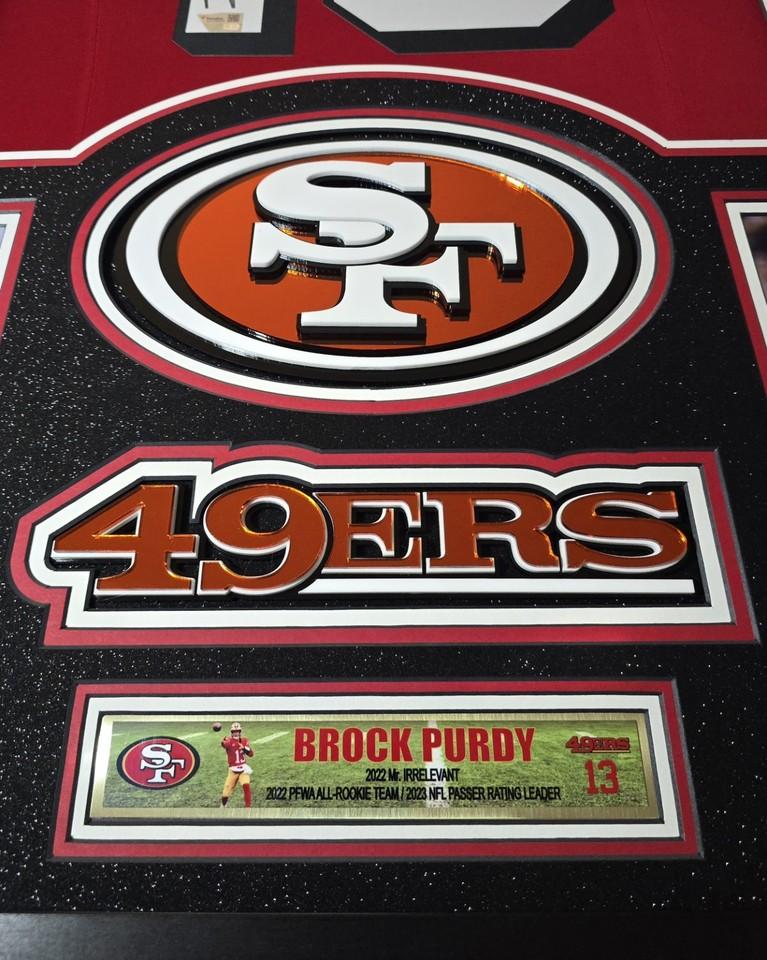 SF
49ERS
SF
BROCK PURDY
49ERS
2022 Mr. IRRELEVANT
13
2022 PFWA ALL-ROOKIE TEAM / 2023 NFL PASSER RATING LEADER
13